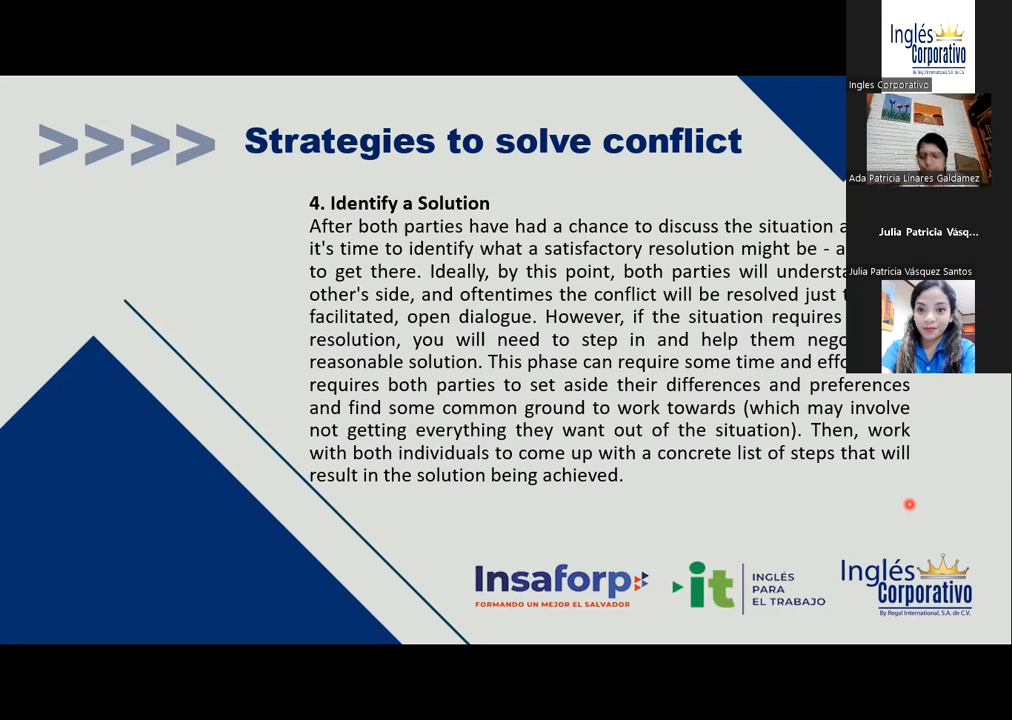 >>>> Strategies to solve conflict
4. Identify a Solution
After both parties have had a chance to discuss the situation
it's time to identify what a satisfactory resolution might be -
to get there. Ideally, by this point, both parties will
other's side, and oftentimes the conflict will be resolved just
facilitated, open dialogue. However, if the situation requires
resolution, you will need to step in and help them
reasonable solution. This phase can require some time and
requires both parties to set aside their differences and preferences
and find some common ground to work towards (which may involve
not getting everything they want out of the situation). Then, work
with both individuals to come up with a concrete list of steps that will
result in the solution being achieved.
Insaforp
FORMANDO UN MEJOR EL SALVADOR
it
INGLÉS
PARA
EL TRABAJO
Inglés
Corporativo
By Regal International, S.A. de C.V.
Inglés
Corporativo
By Regal International, S.A. de C.V.
Ingles Corporativo
Ada Patricia Linares Galdamez
Julia Patricia Vásq...
Julia Patricia Vásquez Santos